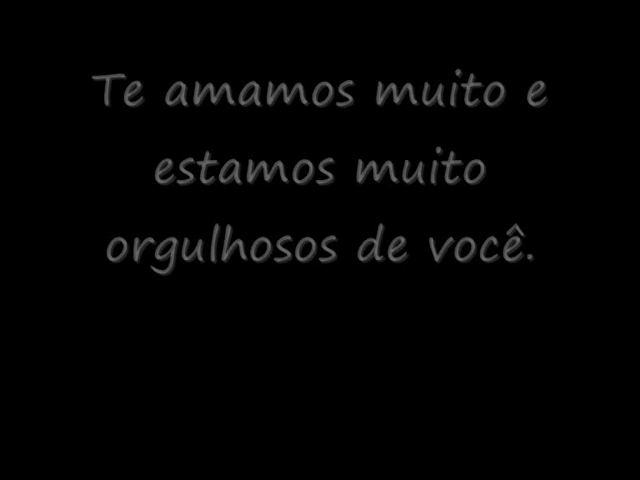 Te amamos muito e
estamos muito
orgulhosos de você.